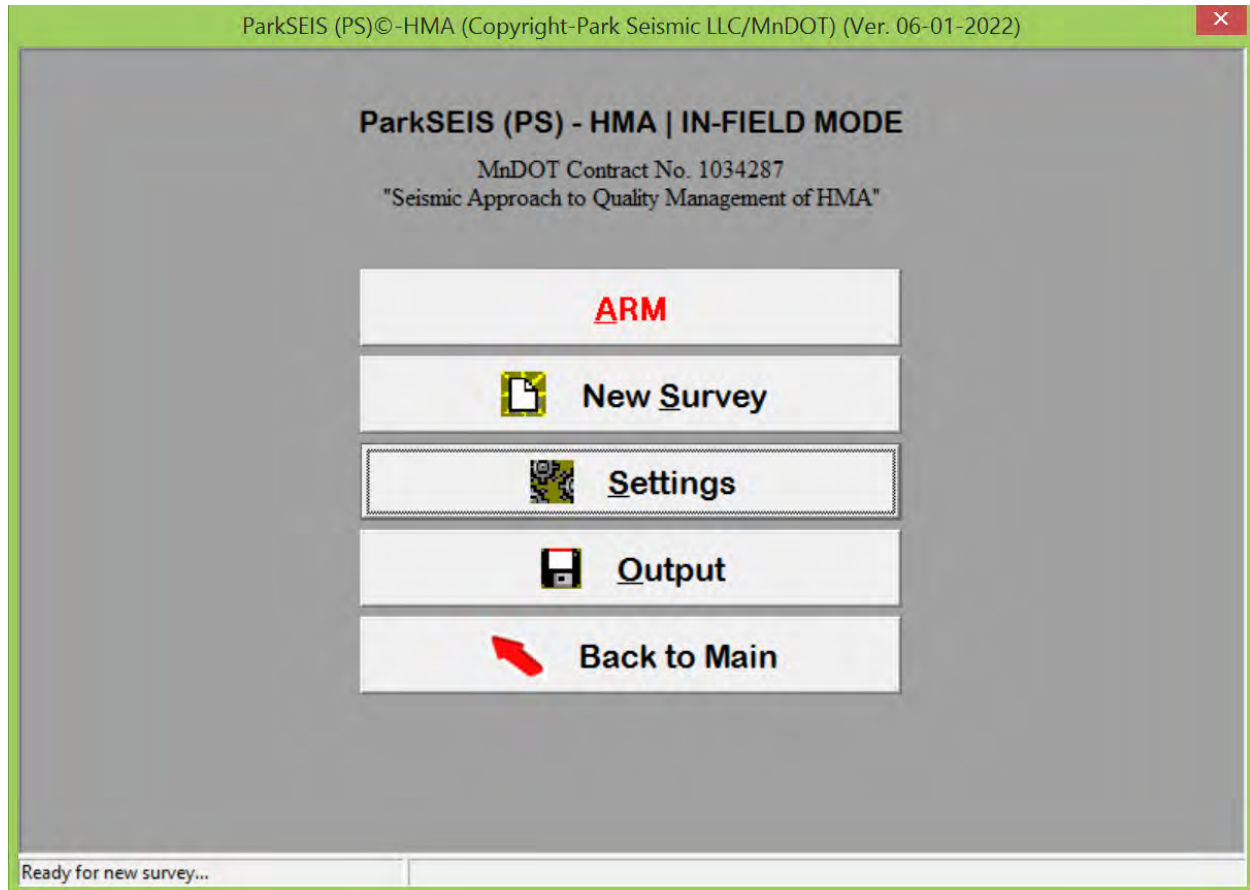 ParkSEIS (PS)©-HMA (Copyright-Park Seismic LLC/MnDOT) (Ver. 06-01-2022)
ParkSEIS (PS) - HMA | IN-FIELD MODE
MnDOT Contract No. 1034287
"Seismic Approach to Quality Management of HMA"
ARM
New Survey
Settings
Output
Back to Main
Ready for new survey...